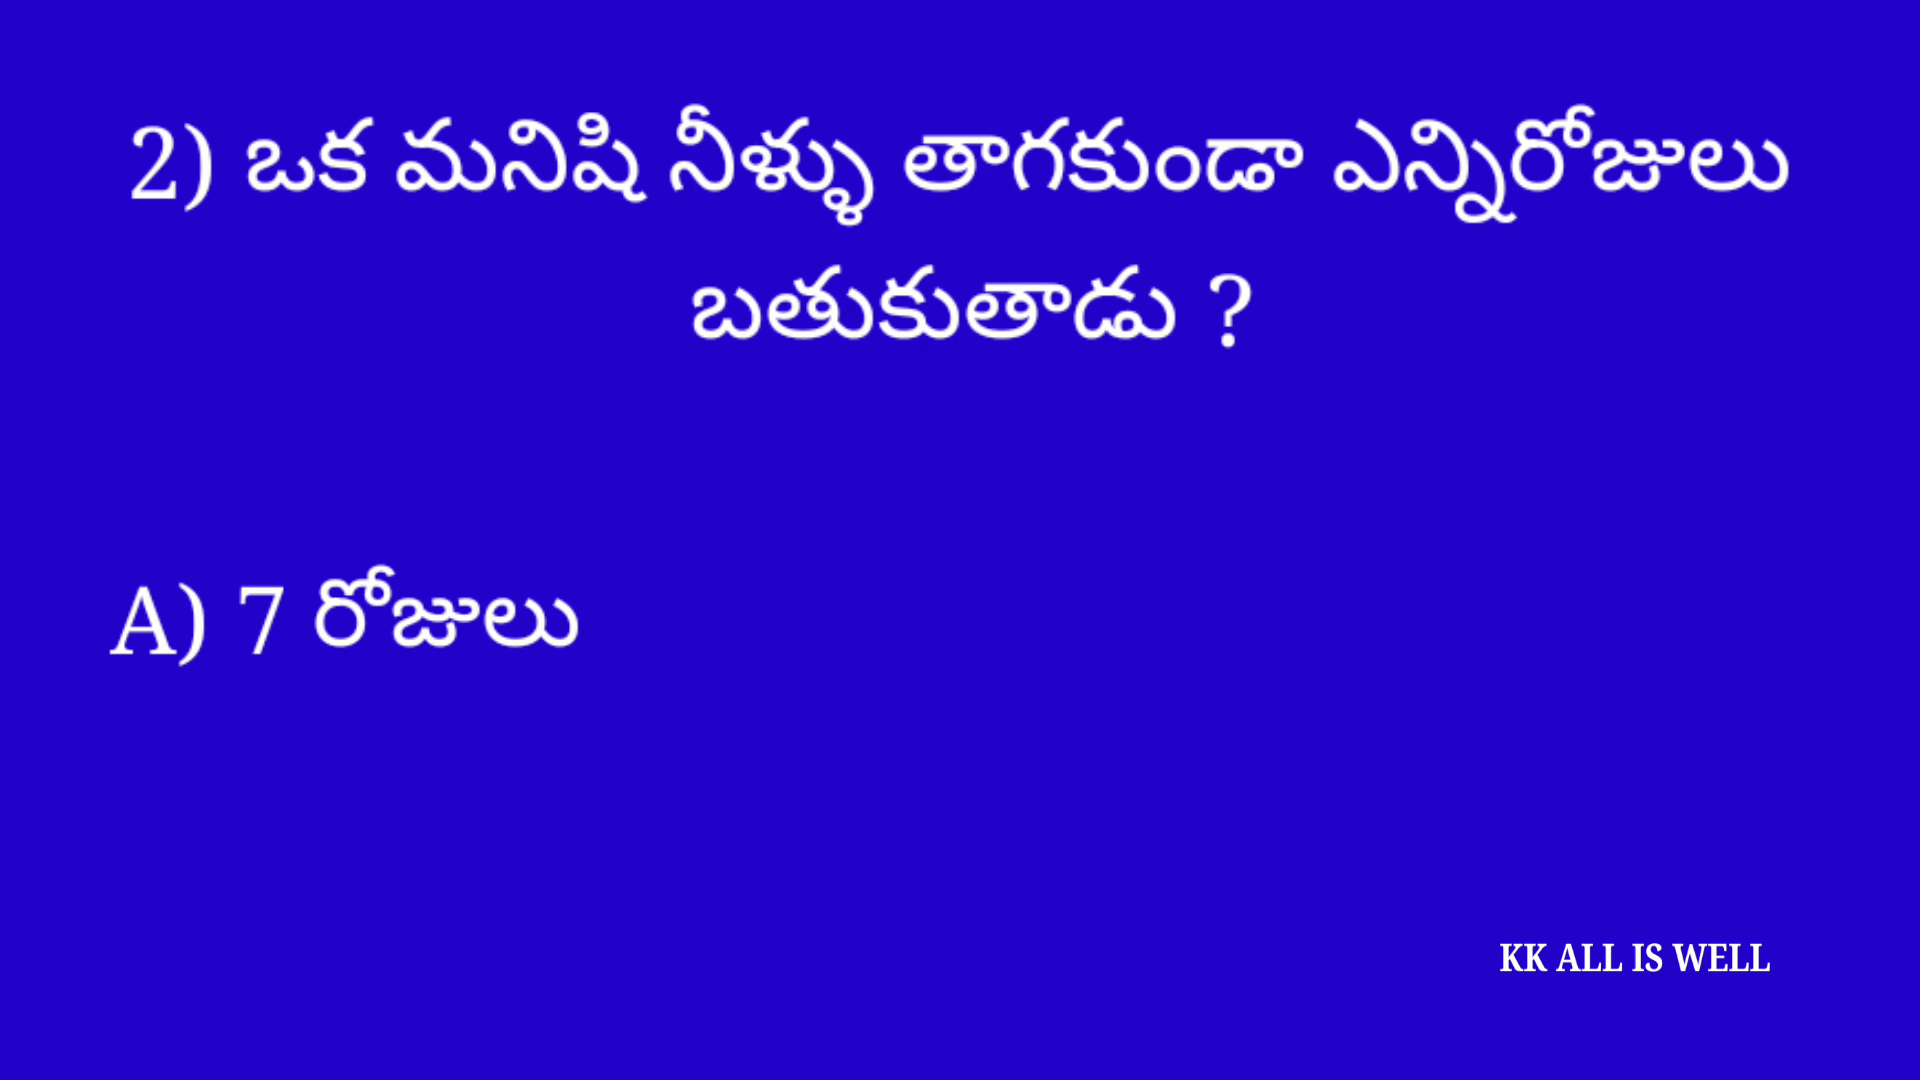 2) ఒక మనిషి నీళ్ళు తాగకుండా ఎన్నిరోజులు
బతుకుతాడు ?
A) 7 రోజులు
KK ALL IS WELL